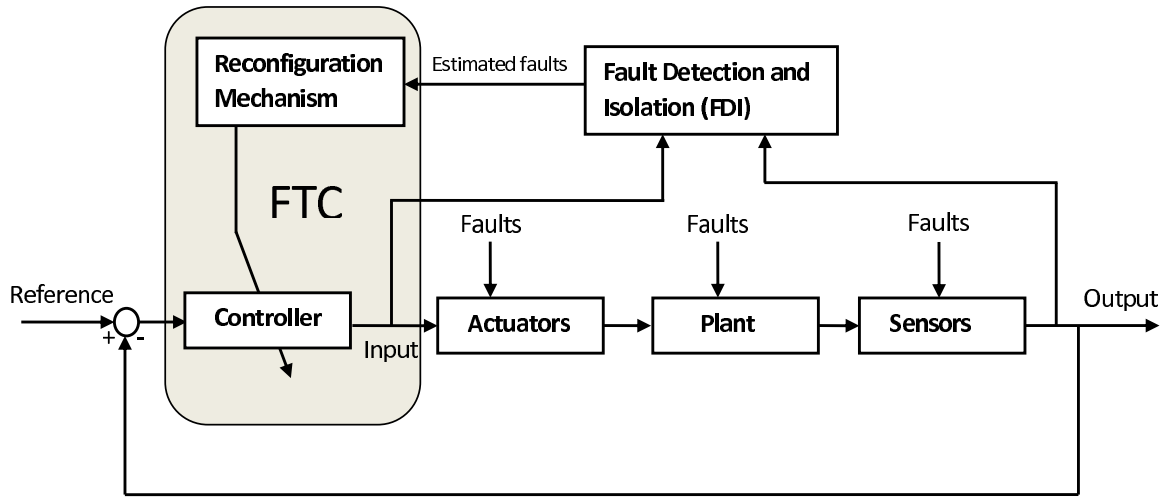 Reconfiguration
Mechanism
Estimated faults
Fault Detection and
Isolation (FDI)
FTC
Faults
Faults
Faults
Reference
+
-
Controller
Input
Actuators
Plant
Sensors
Output